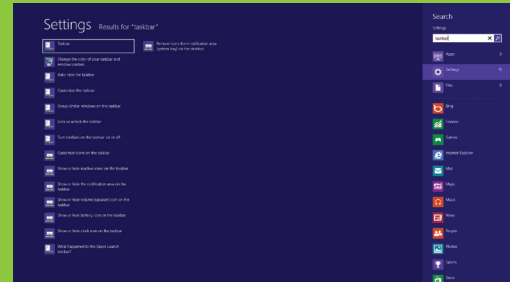 Settings Results for "taskbar"
Taskbar
Change the color of your taskbar and
window borders
Auto-hide the taskbar
Customize the taskbar
Group similar windows on the taskbar
Lock or unlock the taskbar
Turn toolbars on the taskbar on or off
Customize icons on the taskbar
Show or hide inactive icons on the taskbar
Show or hide the notification area on the
taskbar
Show or hide volume (speaker) icon on the
taskbar
Show or hide battery icon on the taskbar
Show or hide clock icon on the taskbar
What happened to the Quick Launch
toolbar?
Remove icons from notification area
(system tray) on the desktop
Search
Settings
taskbar
Apps 0
Settings
Files 0
Bing
Finance
Games
Internet Explorer
Mail
Maps
Music
News
People
Photos
Sports
Store